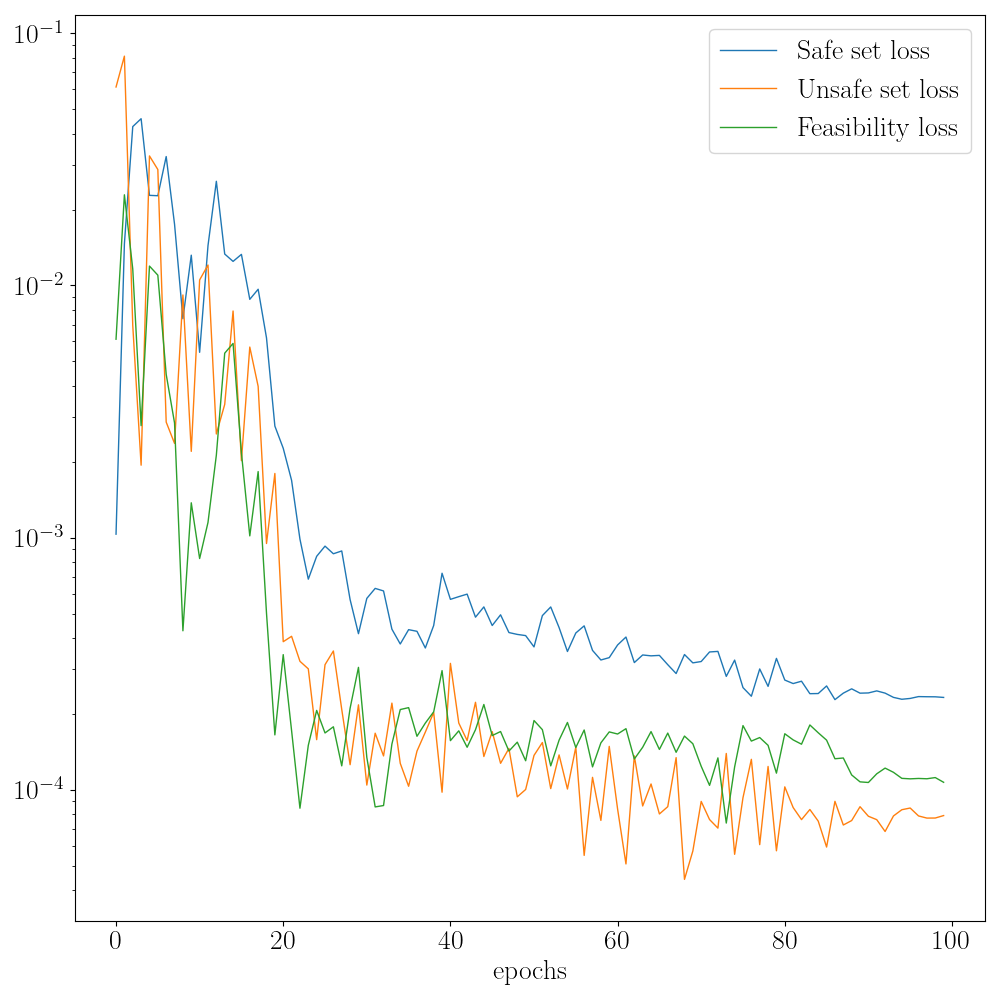 10^{-1}
10^{-2}
10^{-3}
10^{-4}
Safe set loss
Unsafe set loss
Feasibility loss
0 20 40 60 80 100
epochs